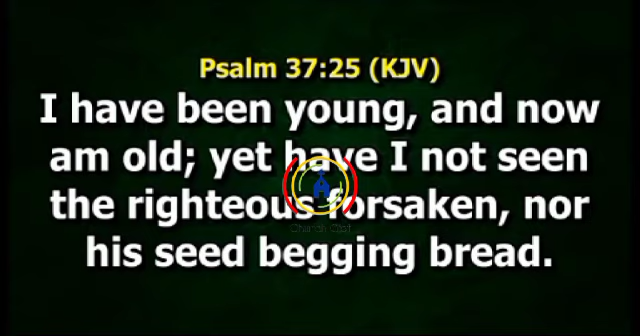 Psalm 37:25 (KJV)
I have been young, and now
am old; yet have I not seen
the righteous forsaken, nor
his seed begging bread.
Church